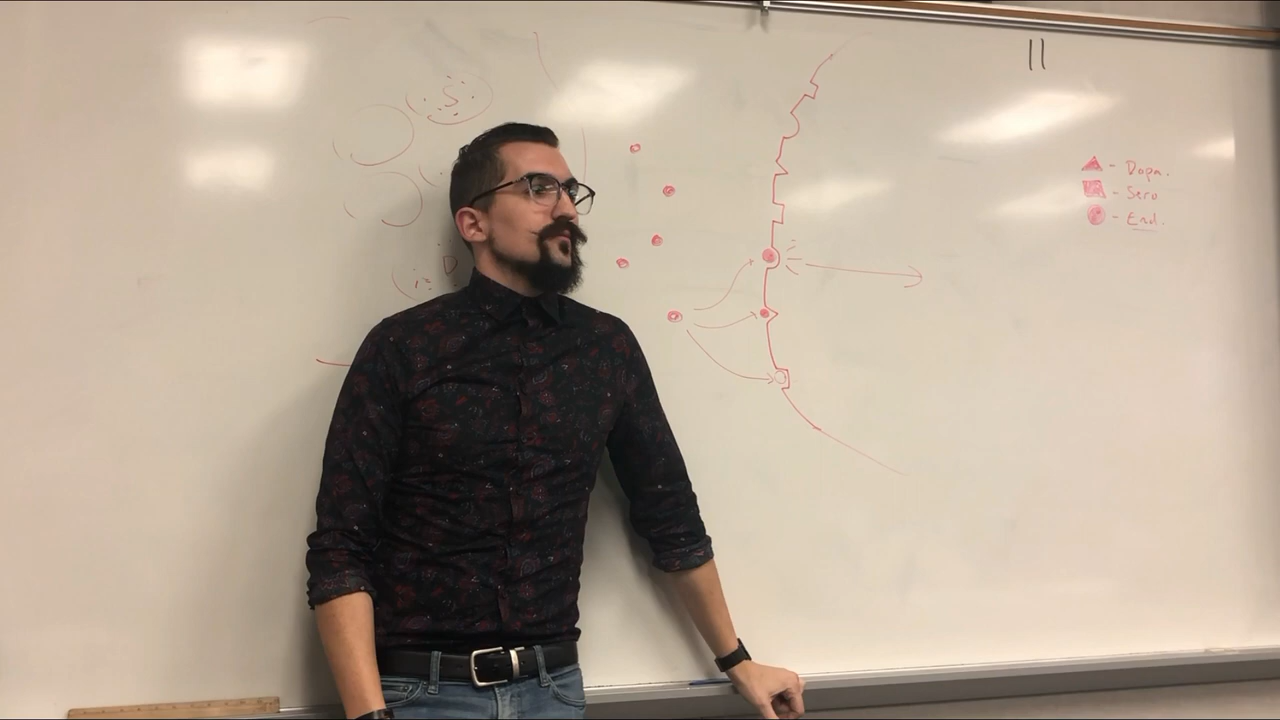 S
D
11
▲ - Dopa.
■ - Sero
● - End.